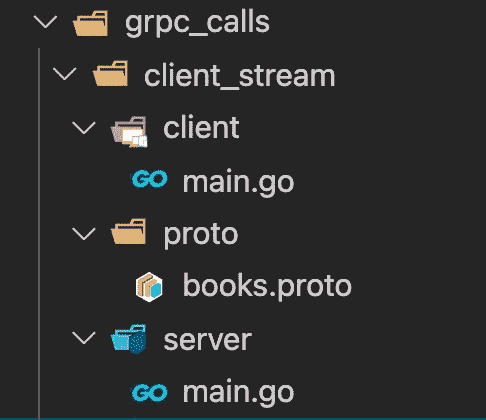 grpc_calls
client_stream
client
GO main.go
proto
books.proto
server
GO main.go